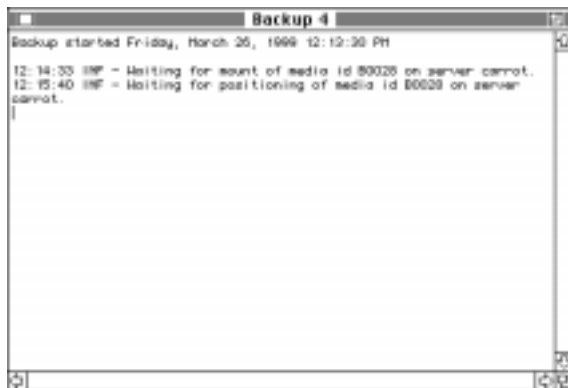 Backup 4
Backup started Friday, March 26, 1999 12:13:30 PM
12:14:33 INF - Waiting for mount of media id B0028 on server carrot.
12:15:40 INF - Waiting for positioning of media id B0028 on server
carrot.